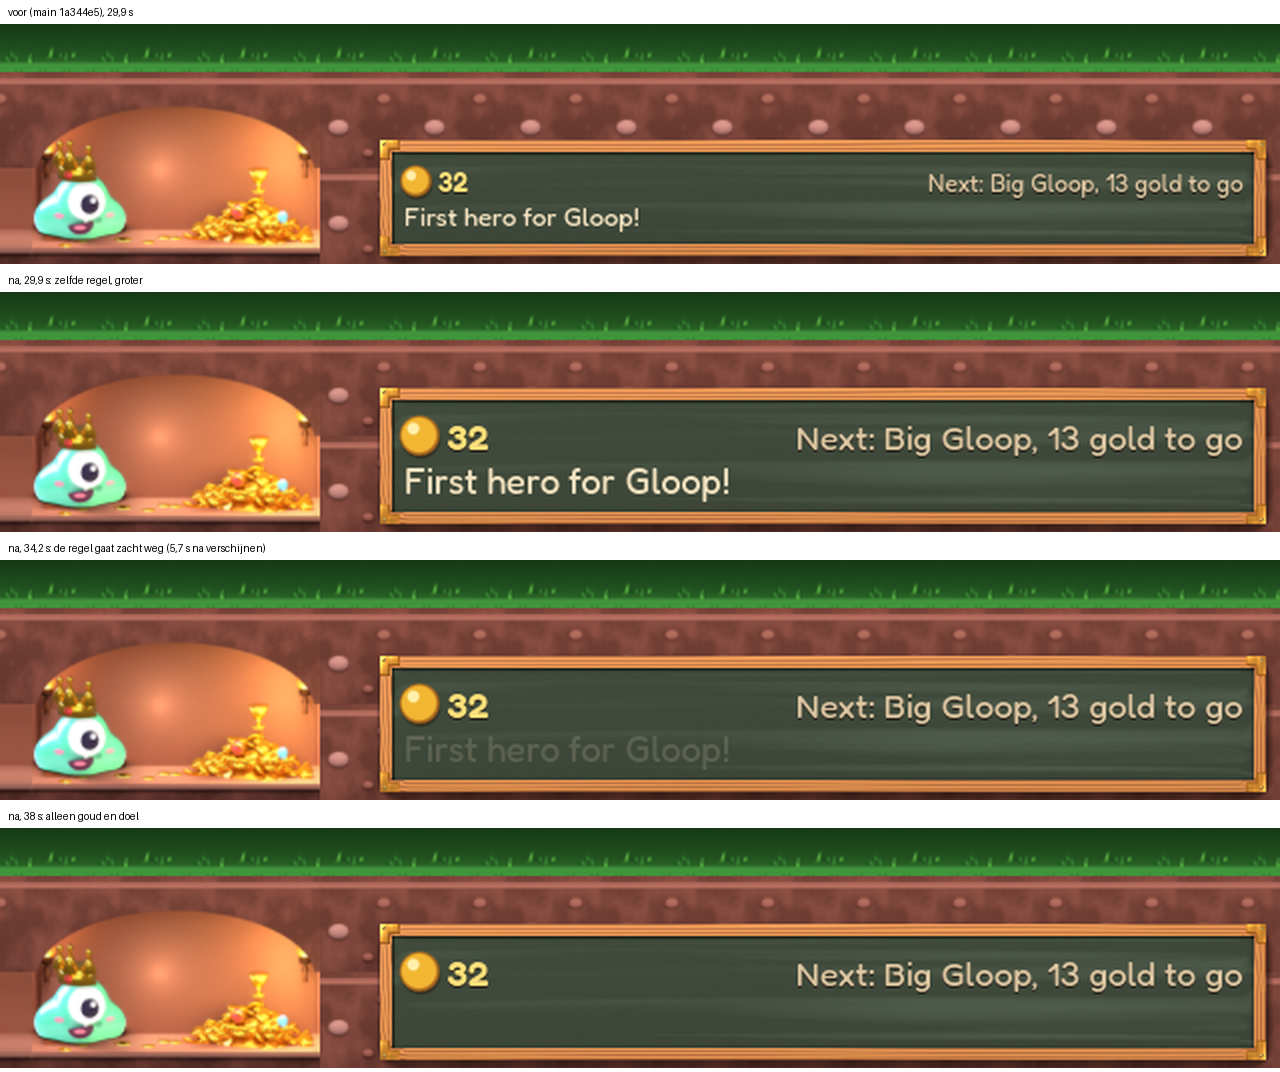 voor (main 1a344e5), 29,9 s
32
Next: Big Gloop, 13 gold to go
First hero for Gloop!
na, 29,9 s: zelfde regel, groter
32
Next: Big Gloop, 13 gold to go
First hero for Gloop!
na, 34,2 s: de regel gaat zacht weg (5,7 s na verschijnen)
32
Next: Big Gloop, 13 gold to go
First hero for Gloop!
na, 38 s: alleen goud en doel
32
Next: Big Gloop, 13 gold to go